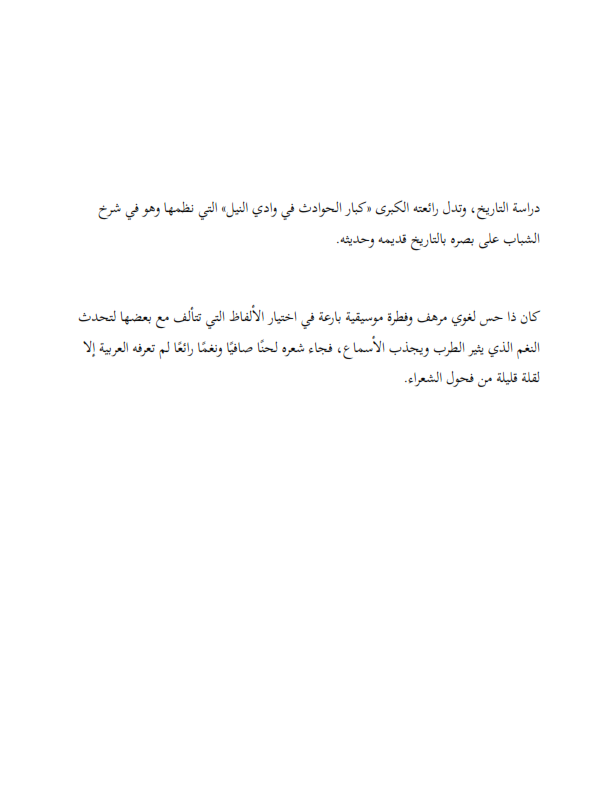 دراسة التاريخ، وتدل رائعته الكبرى «كبار الحوادث في وادي النيل» التي نظمها وهو في شرخ
الشباب على بصره بالتاريخ قديمه وحديثه.
كان ذا حس لغوي مرهف وفطرة موسيقية بارعة في اختيار الألفاظ التي تتألف مع بعضها لتحدث
النغم الذي يثير الطرب ويجذب الأسماع، فجاء شعره لحنًا صافيًا ونغمًا رائعًا لم تعرفه العربية إلا
لقلة قليلة من فحول الشعراء.